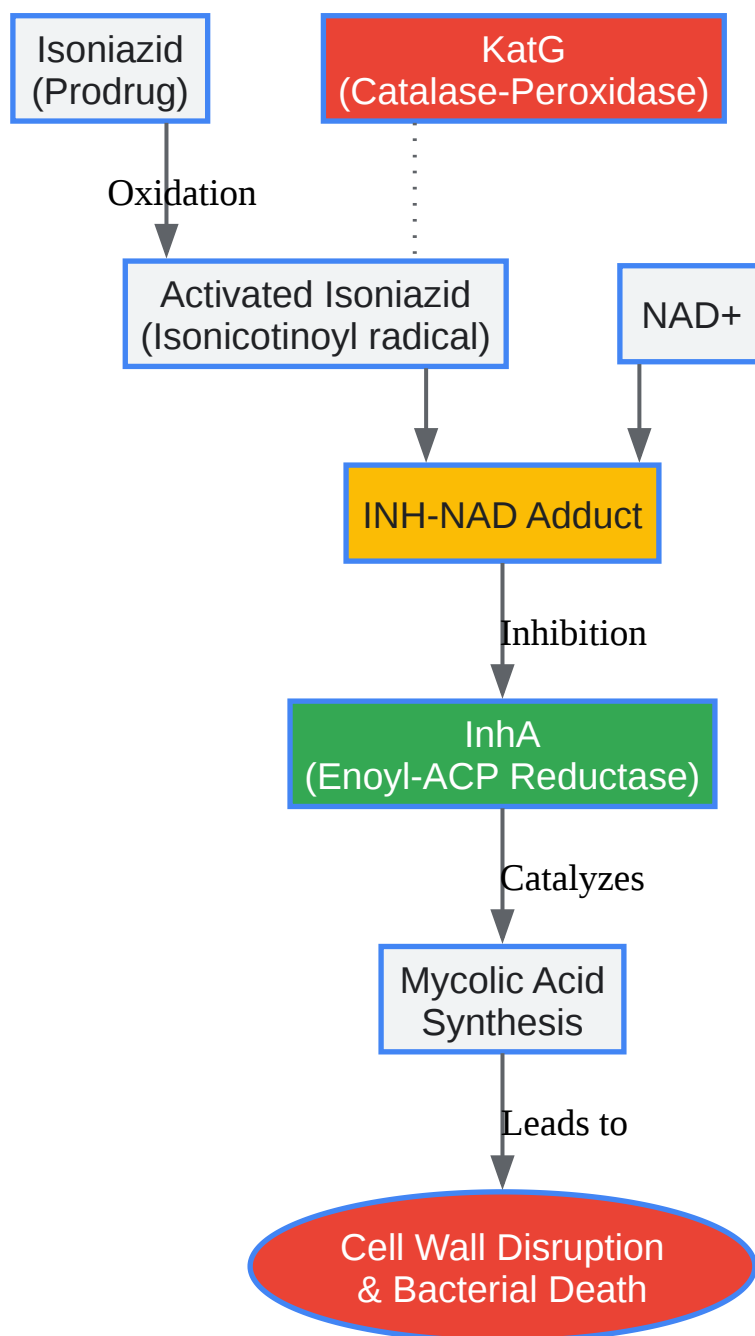 Isoniazid
(Prodrug)
KatG
(Catalase-Peroxidase)
Oxidation
Activated Isoniazid
(Isonicotinoyl radical)
NAD+
INH-NAD Adduct
Inhibition
InhA
(Enoyl-ACP Reductase)
Catalyzes
Mycolic Acid
Synthesis
Leads to
Cell Wall Disruption
& Bacterial Death